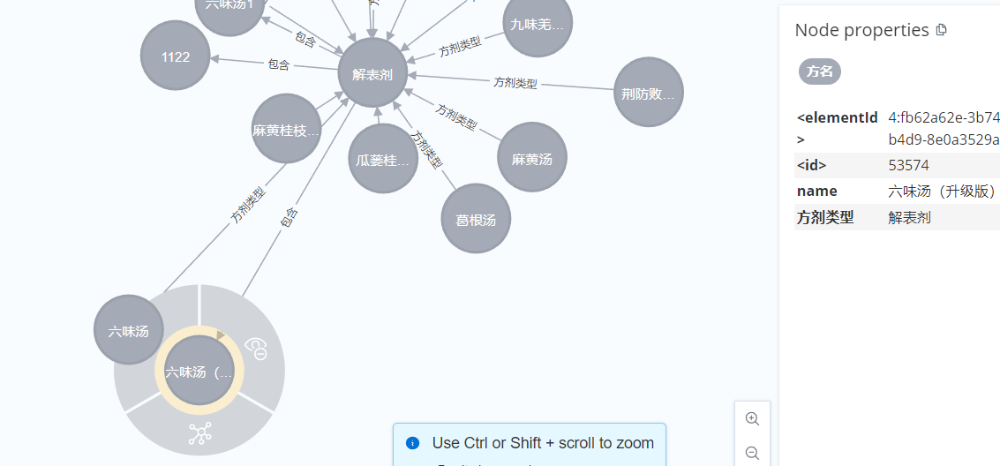 六味汤1
包含
九味羌...
方剂类型
1122
包含
解表剂
方剂类型
荆防败...
麻黄桂枝...
方剂类型
瓜蒌桂...
方剂类型
麻黄汤
方剂类型
包含
葛根汤
六味汤
六味汤（...
Use Ctrl or Shift + scroll to zoom
Node properties
方名
<elementId
>
4:fb62a62e-3b74
b4d9-8e0a3529a
<id>
53574
name
六味汤（升级版）
方剂类型
解表剂